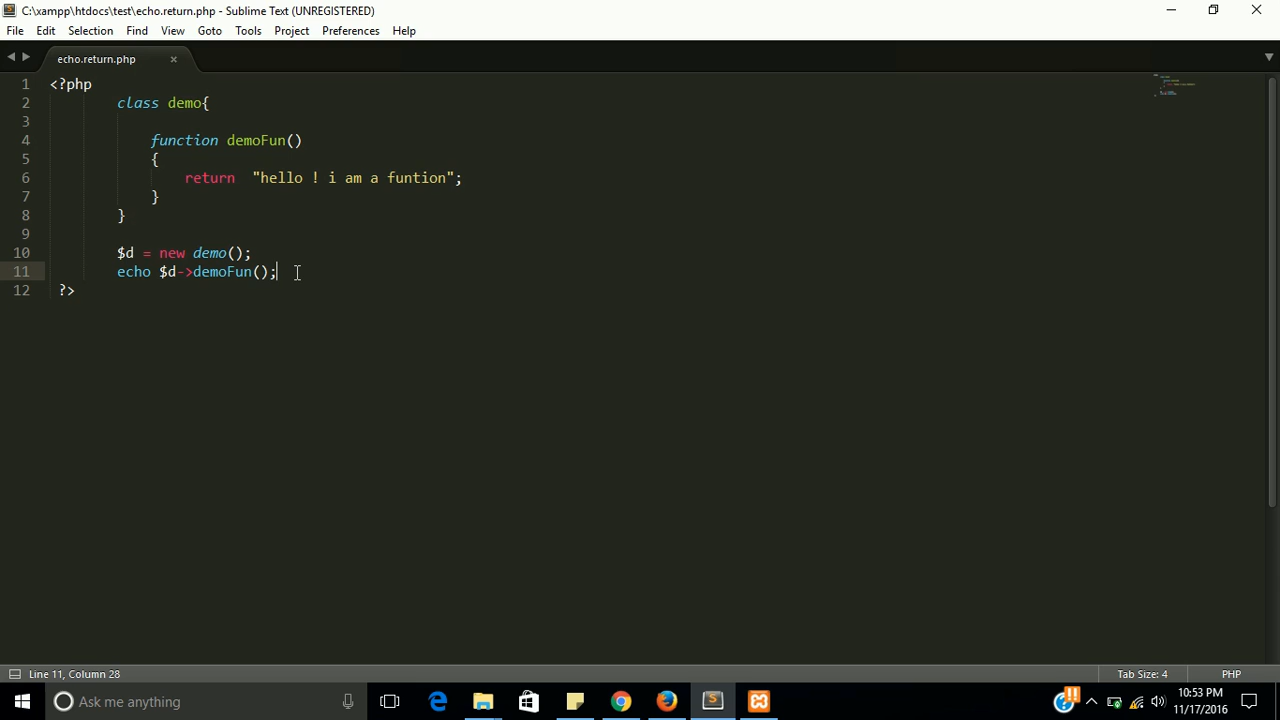 C:\xampp\htdocs\test\echo.return.php - Sublime Text (UNREGISTERED)
File Edit Selection Find View Goto Tools Project Preferences Help
echo.return.php ×
1 <?php
2 class demo{
3
4 function demoFun()
5 {
6 return  "hello ! i am a funtion";
7 }
8 }
9
10 $d = new demo();
11 echo $d->demoFun();
12 ?>
Line 11, Column 28 Tab Size: 4 PHP
Ask me anything
10:53 PM
11/17/2016